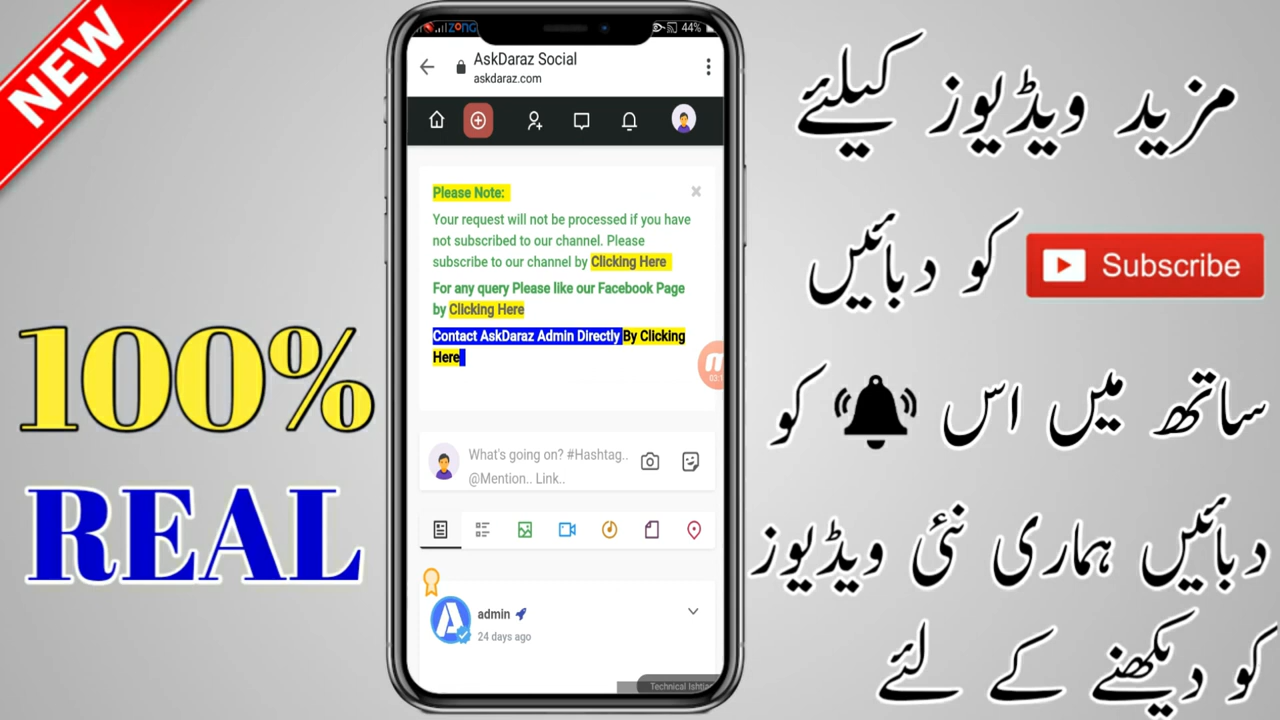 NEW
100%
REAL
zong
44%
AskDaraz Social
askdaraz.com
Please Note:
Your request will not be processed if you have
not subscribed to our channel. Please
subscribe to our channel by Clicking Here
For any query Please like our Facebook Page
by Clicking Here
Contact AskDaraz Admin Directly By Clicking
Here
What's going on? #Hashtag..
@Mention.. Link..
admin
24 days ago
Technical Ishtia
مزید ویڈیوز کیلئے
Subscribe کو دبائیں
ساتھ میں اس کو
دبائیں ہماری نئی ویڈیوز
کو دیکھنے کے لئے